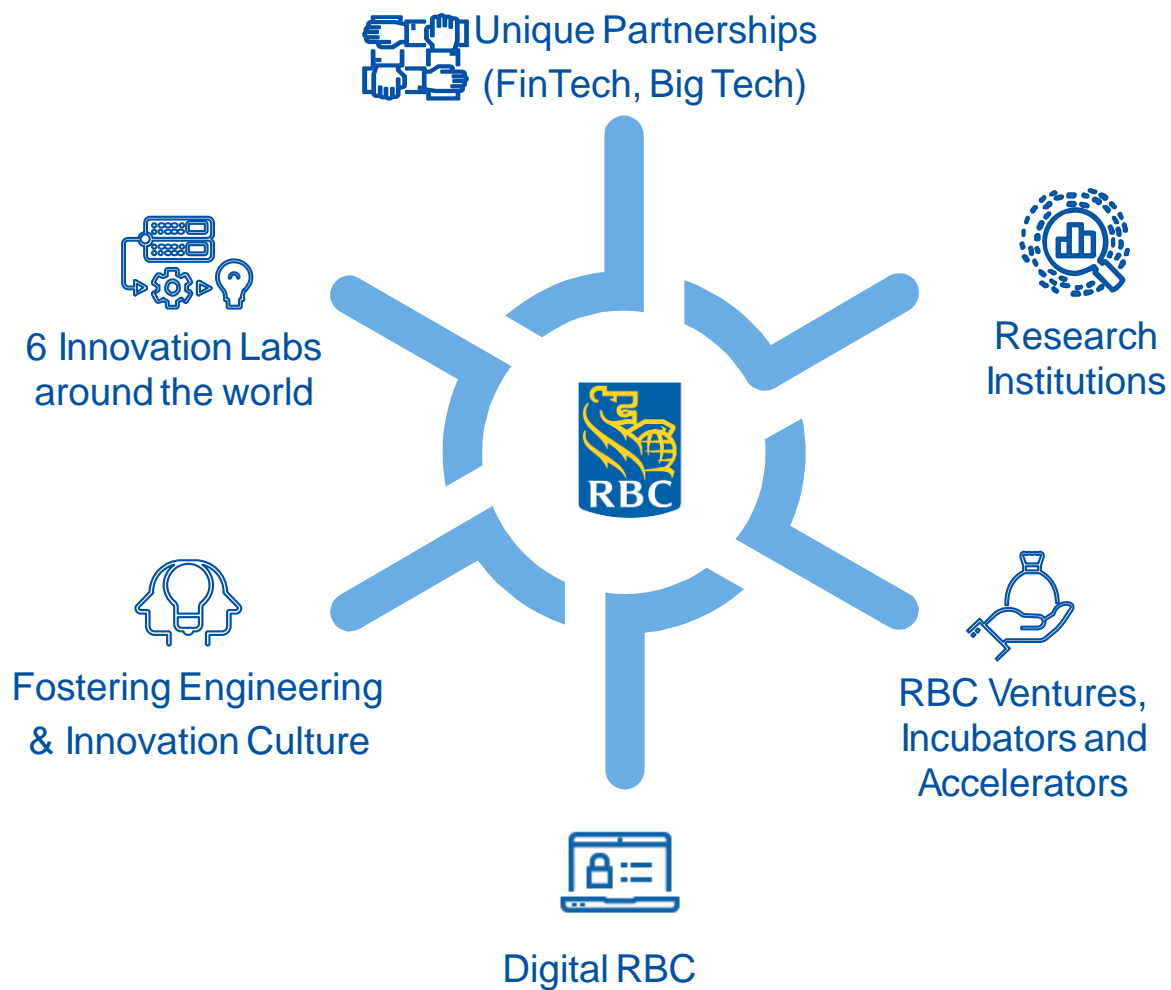 Unique Partnerships
(FinTech, Big Tech)
6 Innovation Labs
around the world
Research
Institutions
RBC
Fostering Engineering
& Innovation Culture
RBC Ventures,
Incubators and
Accelerators
Digital RBC